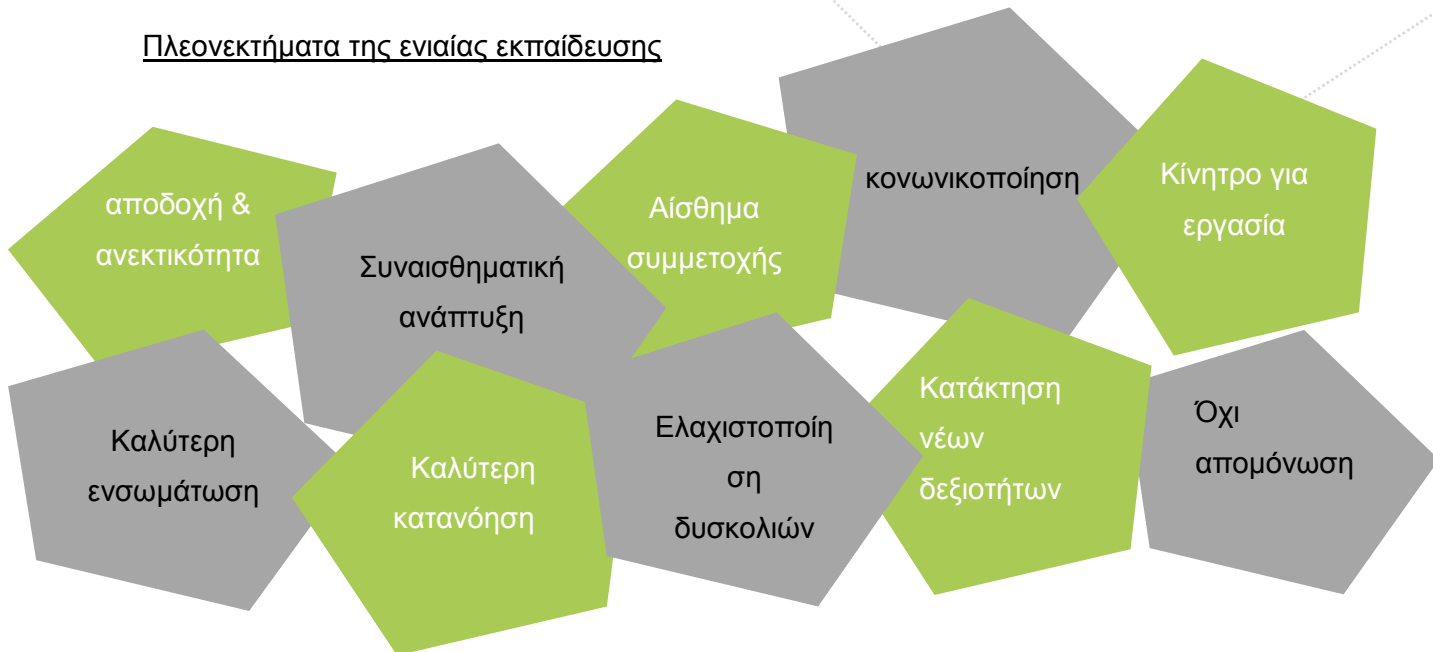 Πλεονεκτήματα της ενιαίας εκπαίδευσης
αποδοχή &
ανεκτικότητα
Συναισθηματική
ανάπτυξη
Αίσθημα
συμμετοχής
κονωνικοποίηση
Κίνητρο για
εργασία
Καλύτερη
ενσωμάτωση
Καλύτερη
κατανόηση
Ελαχιστοποίη
ση
δυσκολιών
Κατάκτηση
νέων
δεξιοτήτων
Όχι
απομόνωση